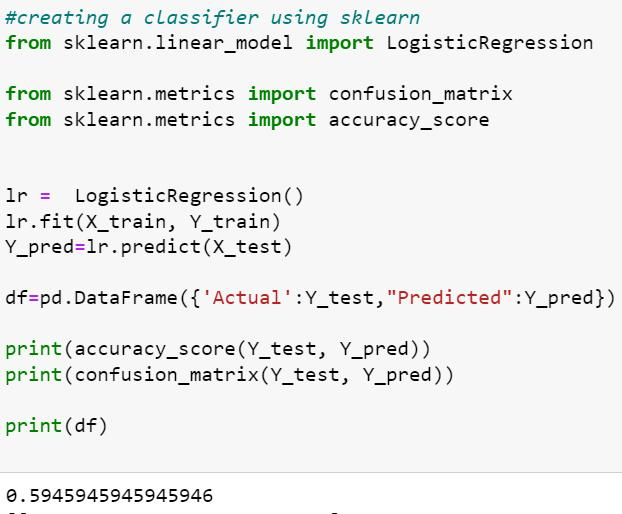 #creating a classifier using sklearn
from sklearn.linear_model import LogisticRegression
from sklearn.metrics import confusion_matrix
from sklearn.metrics import accuracy_score
lr =  LogisticRegression()
lr.fit(X_train, Y_train)
Y_pred=lr.predict(X_test)
df=pd.DataFrame({'Actual':Y_test,"Predicted":Y_pred})
print(accuracy_score(Y_test, Y_pred))
print(confusion_matrix(Y_test, Y_pred))
print(df)
0.5945945945945946